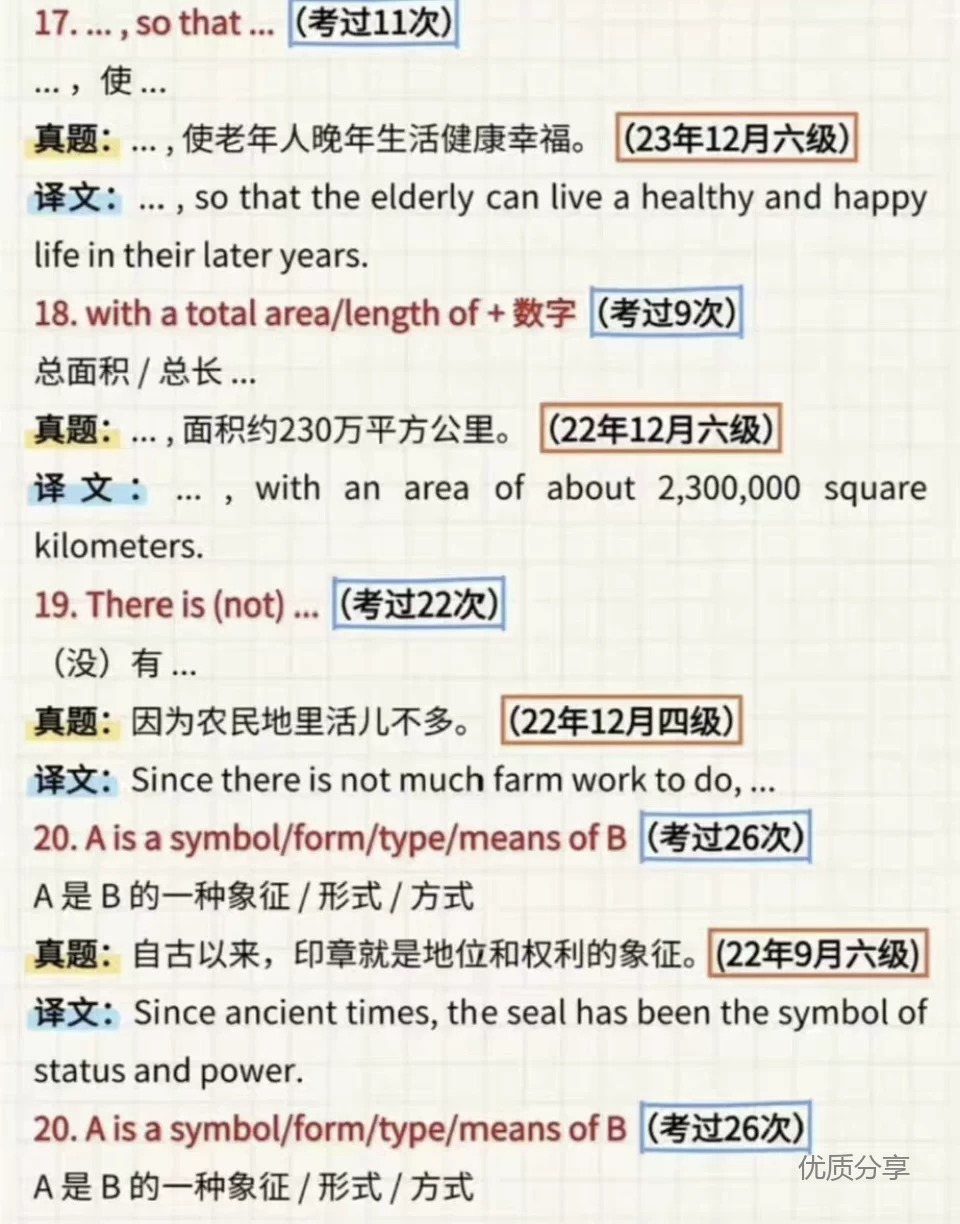 17. ... , so that ... （考过11次）
... ，使 ...
真题：... , 使老年人晚年生活健康幸福。 （23年12月六级）
译文：... , so that the elderly can live a healthy and happy
life in their later years.
18. with a total area/length of + 数字 （考过9次）
总面积 / 总长 ...
真题：... , 面积约230万平方公里。 （22年12月六级）
译文：... , with an area of about 2,300,000 square
kilometers.
19. There is (not) ... （考过22次）
（没）有 ...
真题：因为农民地里活儿不多。 （22年12月四级）
译文：Since there is not much farm work to do, ...
20. A is a symbol/form/type/means of B （考过26次）
A 是 B 的一种象征 / 形式 / 方式
真题：自古以来，印章就是地位和权利的象征。 (22年9月六级)
译文：Since ancient times, the seal has been the symbol of
status and power.
20. A is a symbol/form/type/means of B （考过26次）
A 是 B 的一种象征 / 形式 / 方式
优质分享